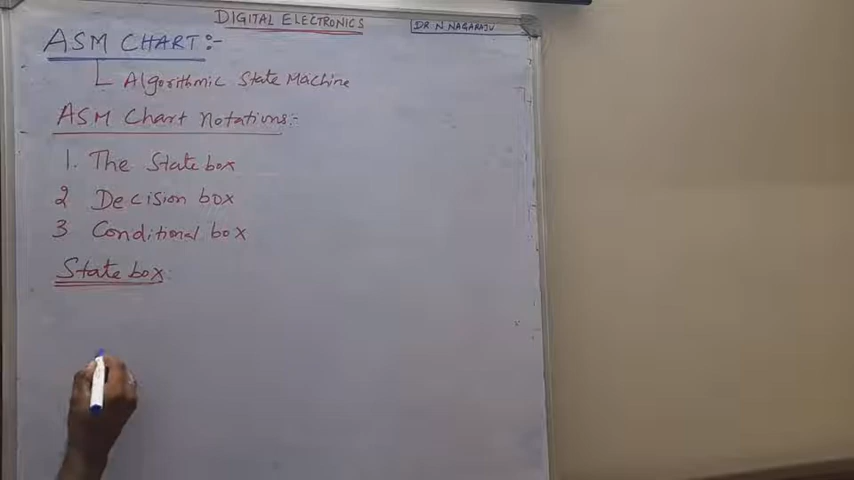 DIGITAL ELECTRONICS
DR N NAGARAJU
ASM CHART:-
Algorithmic State Machine
ASM Chart Notations:-
1. The State box
2 Decision box
3 Conditional box
State box: